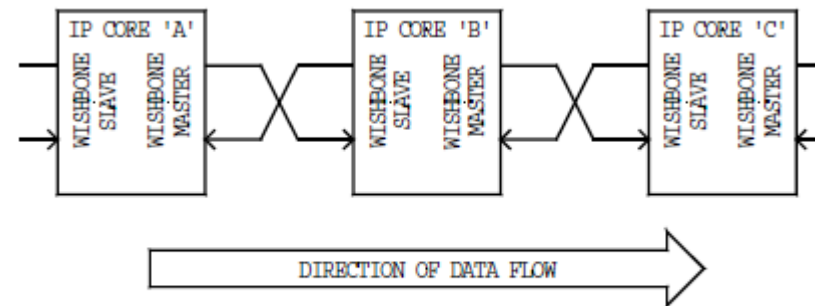 IP CORE 'A'
WISHBONE
SLAVE
WISHBONE
MASTER
IP CORE 'B'
WISHBONE
SLAVE
WISHBONE
MASTER
IP CORE 'C'
WISHBONE
SLAVE
WISHBONE
MASTER
DIRECTION OF DATA FLOW